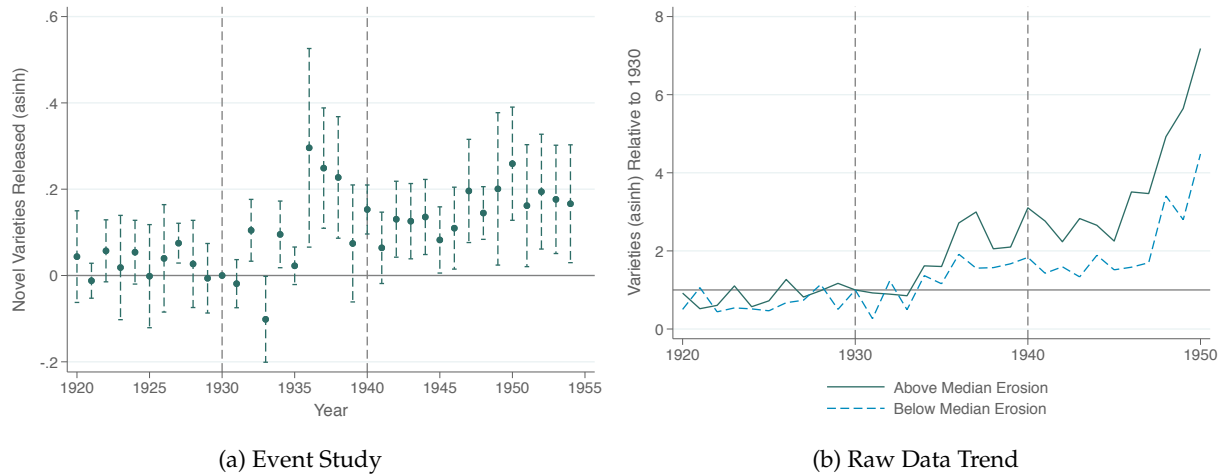 .6
.4
.2
0
-.2
Novel Varieties Released (asinh)
1920 1925 1930 1935 1940 1945 1950 1955
Year
(a) Event Study
8
6
4
2
0
Varieties (asinh) Relative to 1930
1920 1930 1940 1950
Above Median Erosion
Below Median Erosion
(b) Raw Data Trend